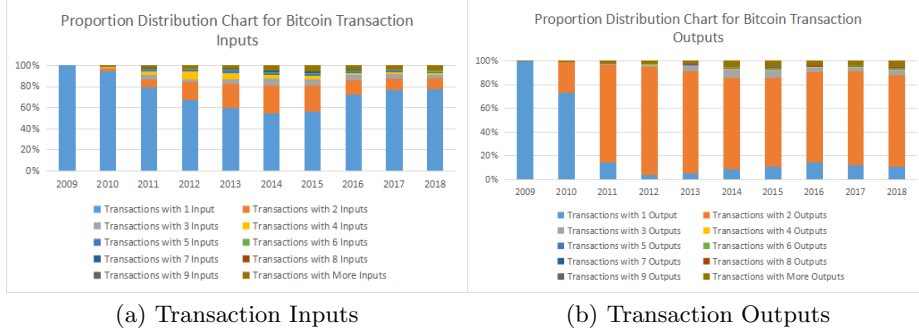 Proportion Distribution Chart for Bitcoin Transaction
Inputs
100%
80%
60%
40%
20%
0%
2009 2010 2011 2012 2013 2014 2015 2016 2017 2018
Transactions with 1 Input Transactions with 2 Inputs
Transactions with 3 Inputs Transactions with 4 Inputs
Transactions with 5 Inputs Transactions with 6 Inputs
Transactions with 7 Inputs Transactions with 8 Inputs
Transactions with 9 Inputs Transactions with More Inputs
(a) Transaction Inputs
Proportion Distribution Chart for Bitcoin Transaction
Outputs
100%
80%
60%
40%
20%
0%
2009 2010 2011 2012 2013 2014 2015 2016 2017 2018
Transactions with 1 Output Transactions with 2 Outputs
Transactions with 3 Outputs Transactions with 4 Outputs
Transactions with 5 Outputs Transactions with 6 Outputs
Transactions with 7 Outputs Transactions with 8 Outputs
Transactions with 9 Outputs Transactions with More Outputs
(b) Transaction Outputs